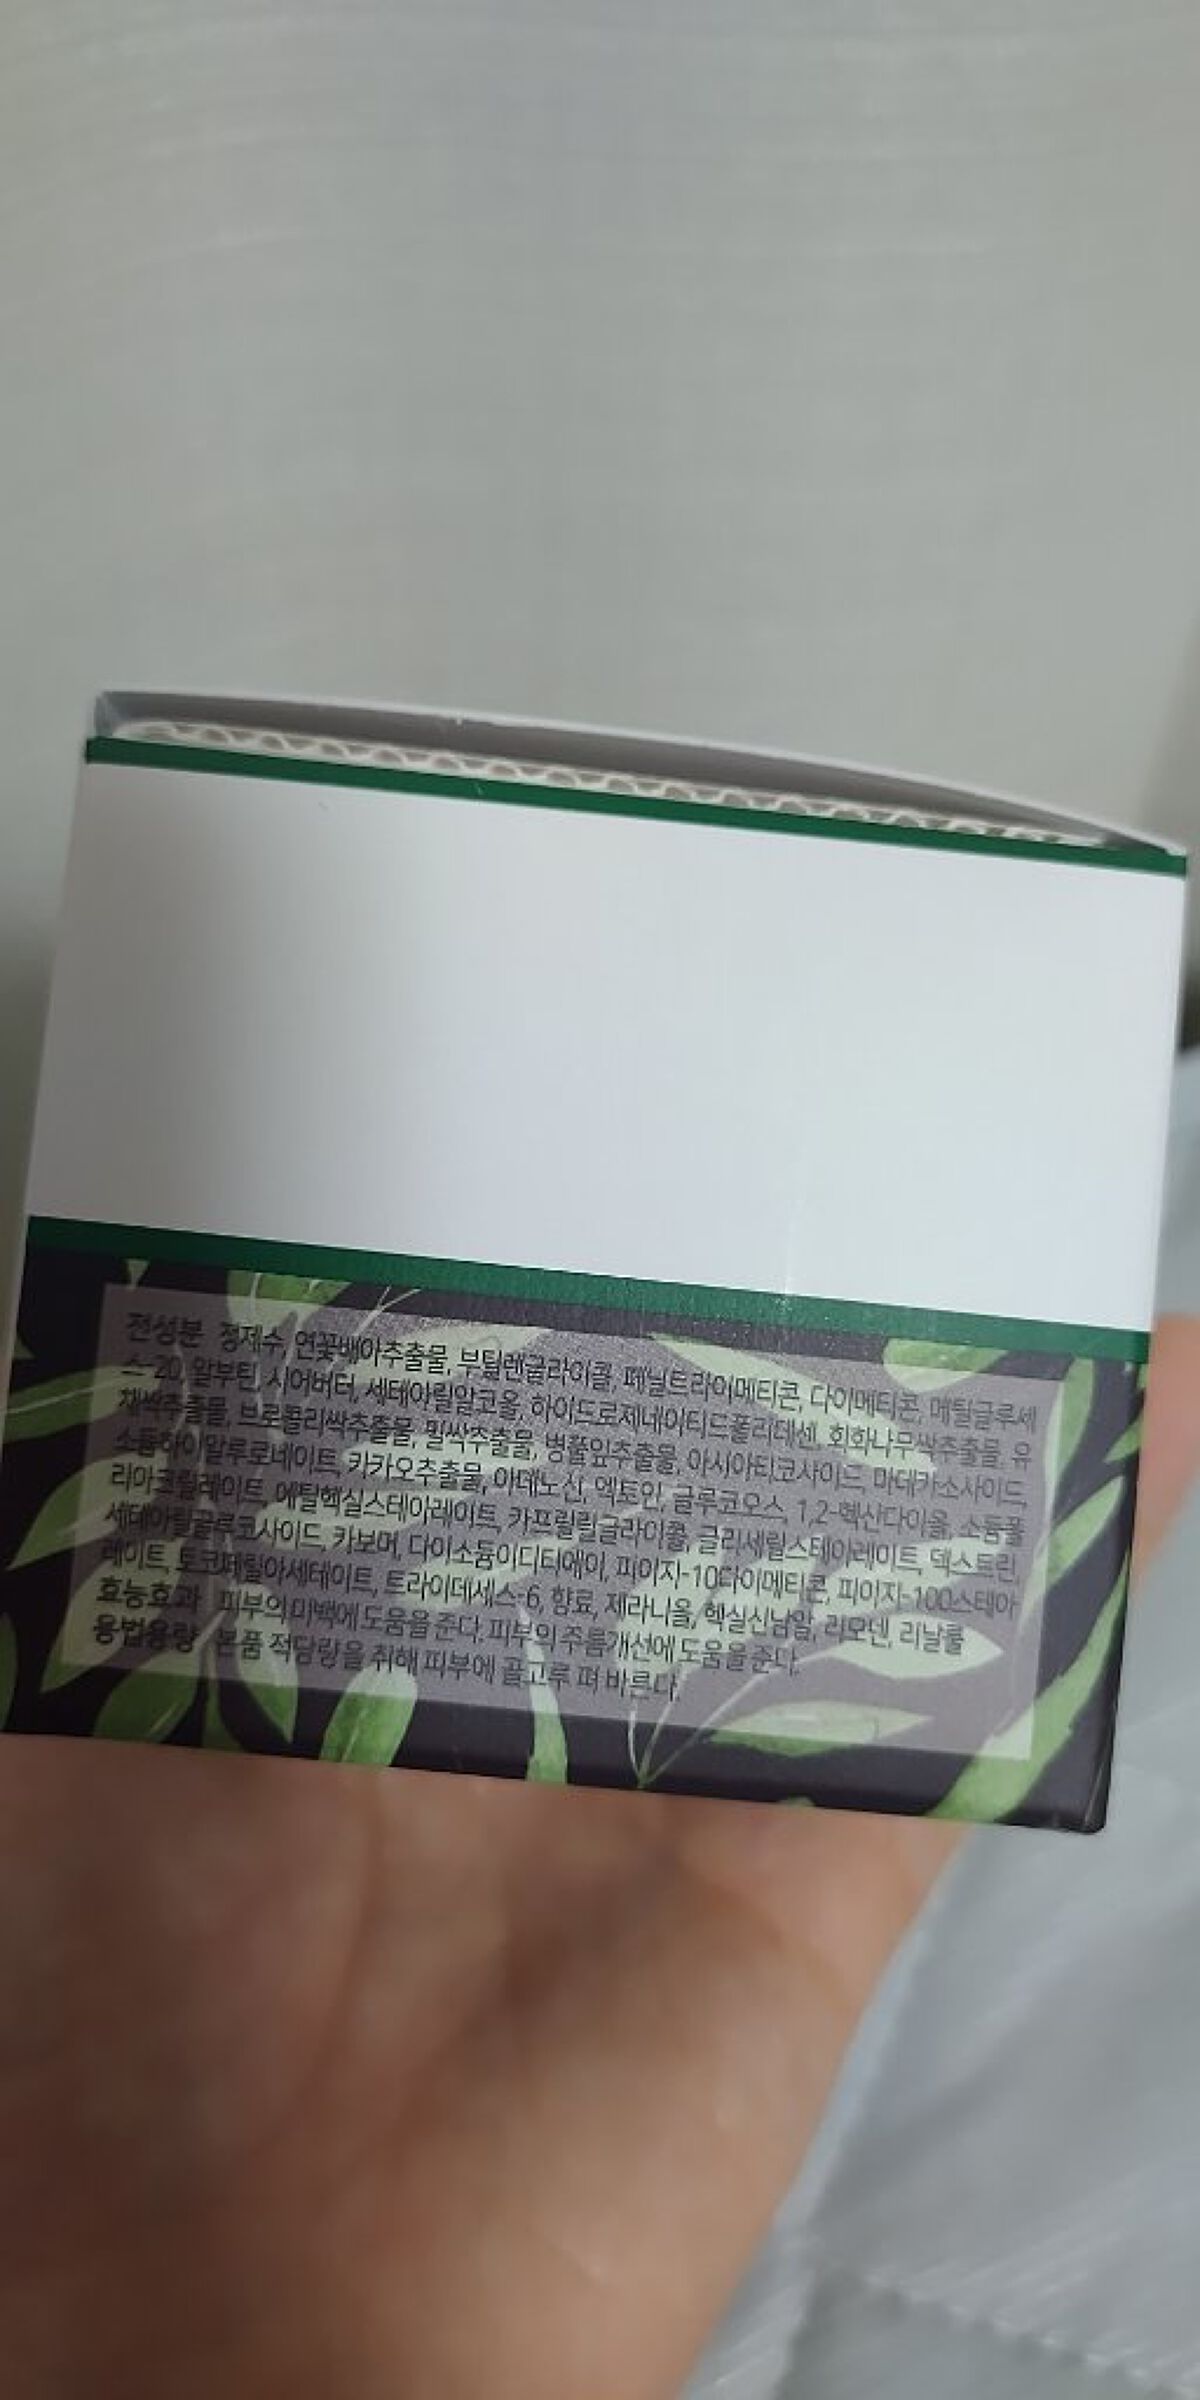 전성분 정제수, 연꽃배아추출물, 부틸렌글라이콜, 페닐트라이메티콘, 다이메티콘, 메틸글루세
스-20, 알부틴, 시어버터, 세테아릴알코올, 하이드로제네이티드폴리데센, 회화나무싹추출물, 유
채싹추출물, 브로콜리싹추출물, 밀싹추출물, 병풀잎추출물, 아시아티코사이드, 마데카소사이드,
소듐하이알루로네이트, 카카오추출물, 아데노신, 엑토인, 글루코오스, 1,2-헥산다이올, 소듐폴
리아크릴레이트, 에틸헥실스테아레이트, 카프릴릴글라이콜, 글리세릴스테아레이트, 덱스트린,
세테아릴글루코사이드, 카보머, 다이소듐이디티에이, 피이지-10다이메티콘, 피이지-100스테아
레이트, 토코페릴아세테이트, 트라이데세스-6, 향료, 제라니올, 헥실신남알, 리모넨, 리날룰
효능효과 피부의 미백에 도움을 준다. 피부의 주름개선에 도움을 준다.
용법용량 본품 적당량을 취해 피부에 골고루 펴 바른다.